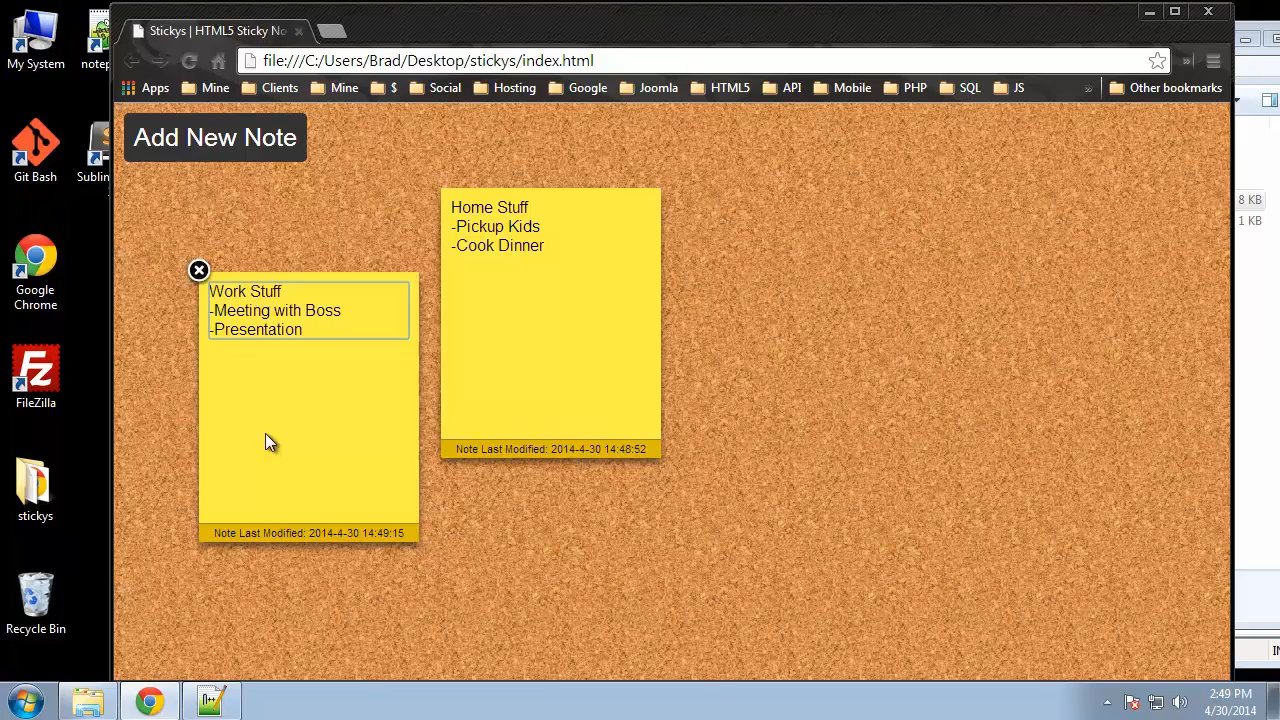 My System
notep
Git Bash
Sublin
Google
Chrome
FileZilla
stickys
Recycle Bin
Stickys | HTML5 Sticky No
file:///C:/Users/Brad/Desktop/stickys/index.html
Apps Mine Clients Mine $ Social Hosting Google Joomla HTML5 API Mobile PHP SQL JS » Other bookmarks
Add New Note
Home Stuff
-Pickup Kids
-Cook Dinner
Note Last Modified: 2014-4-30 14:48:52
Work Stuff
-Meeting with Boss
-Presentation
Note Last Modified: 2014-4-30 14:49:15
8 KB
1 KB
2:49 PM
4/30/2014